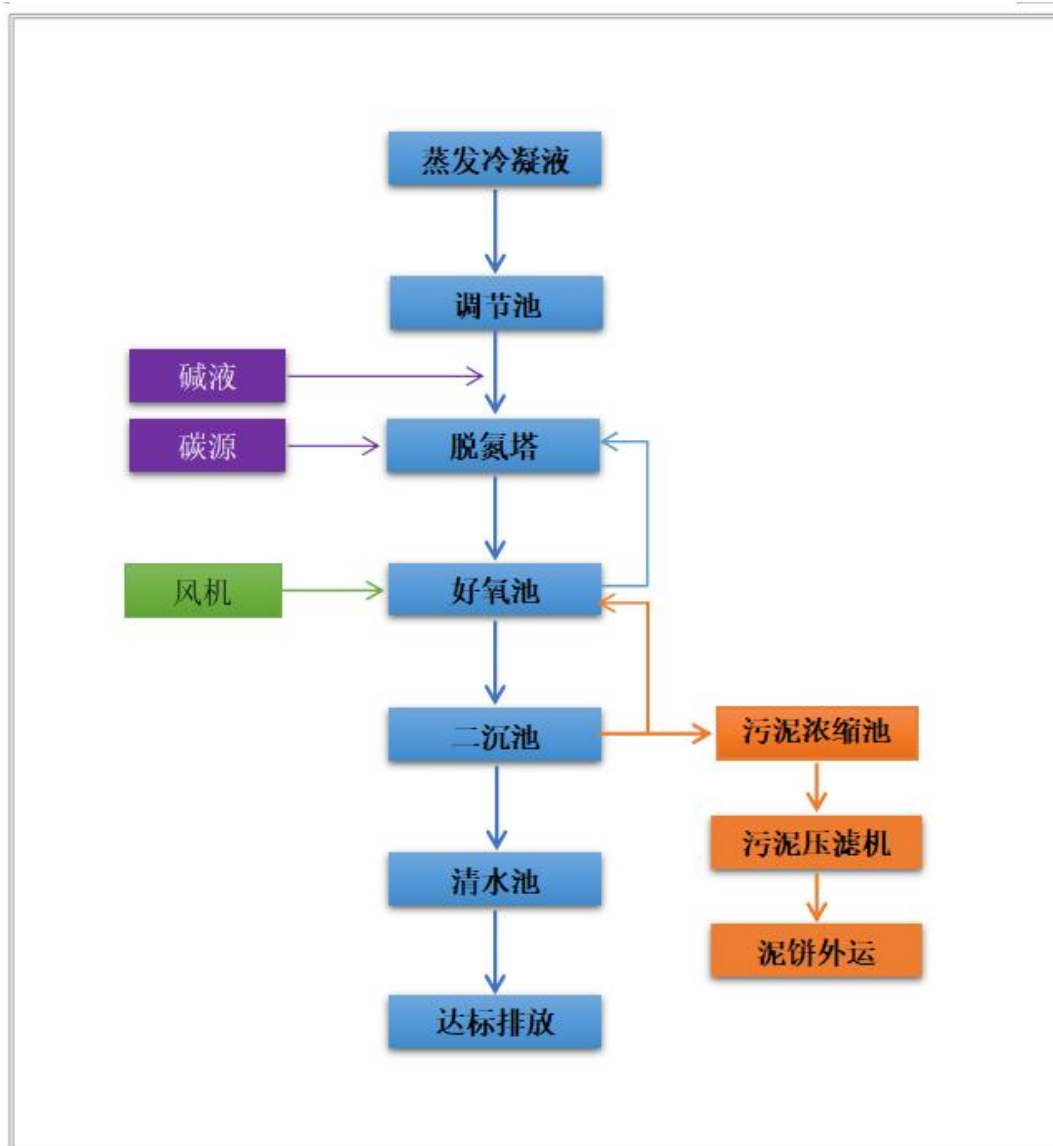 蒸发冷凝液
调节池
碱液
碳源
脱氮塔
风机
好氧池
二沉池
污泥浓缩池
污泥压滤机
清水池
泥饼外运
达标排放